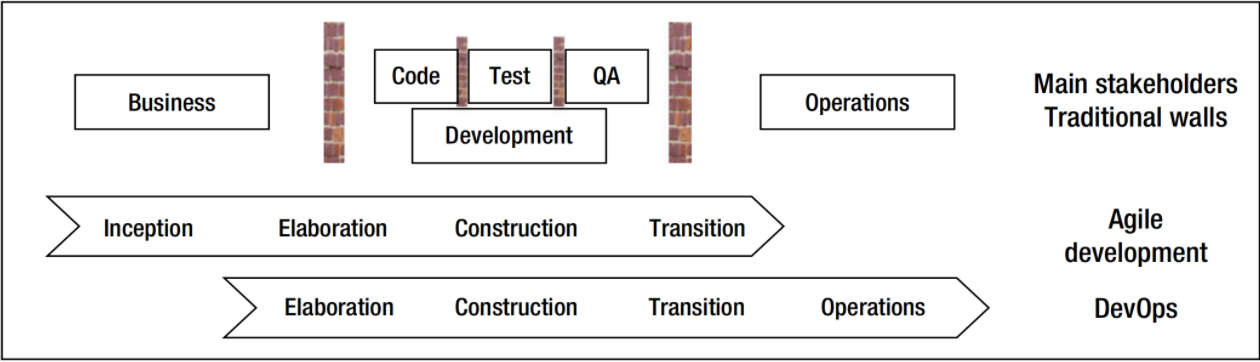 Code Test QA
Business
Development
Operations
Main stakeholders
Traditional walls
Inception Elaboration Construction Transition
Agile
development
Elaboration Construction Transition Operations
DevOps